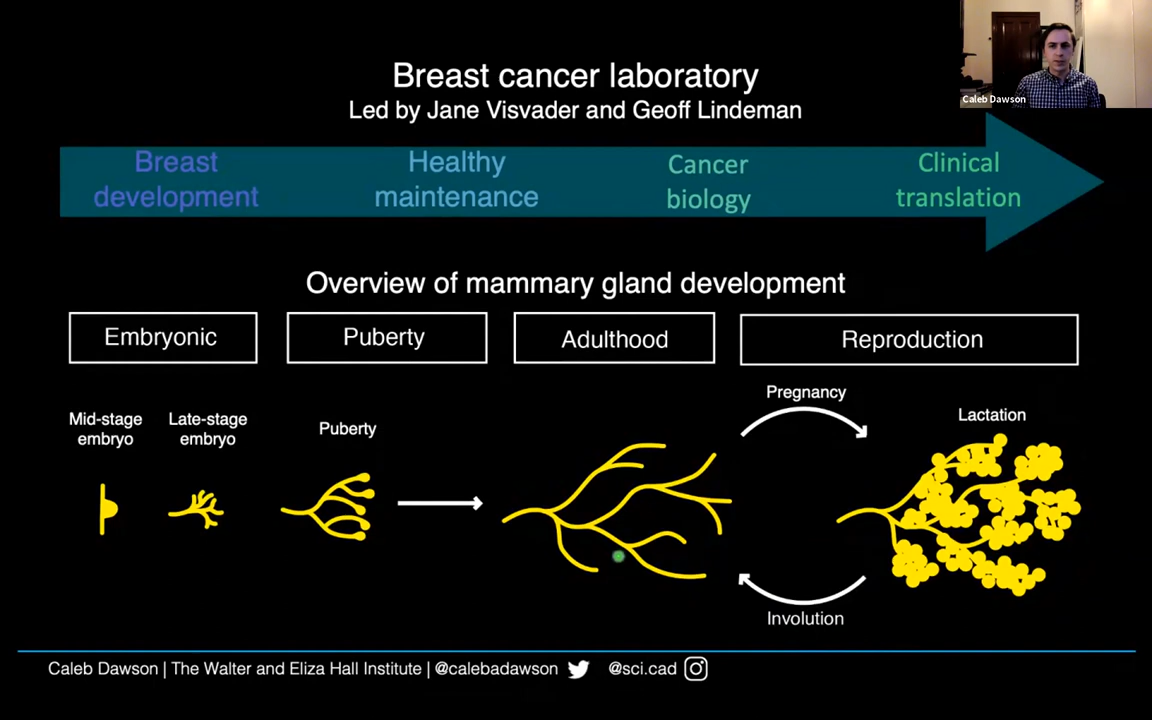 Breast cancer laboratory
Led by Jane Visvader and Geoff Lindeman
Caleb Dawson
Breast
development
Healthy
maintenance
Cancer
biology
Clinical
translation
Overview of mammary gland development
Embryonic
Puberty
Adulthood
Reproduction
Mid-stage
embryo
Late-stage
embryo
Puberty
Pregnancy
Lactation
Involution
Caleb Dawson | The Walter and Eliza Hall Institute | @calebadawson @sci.cad